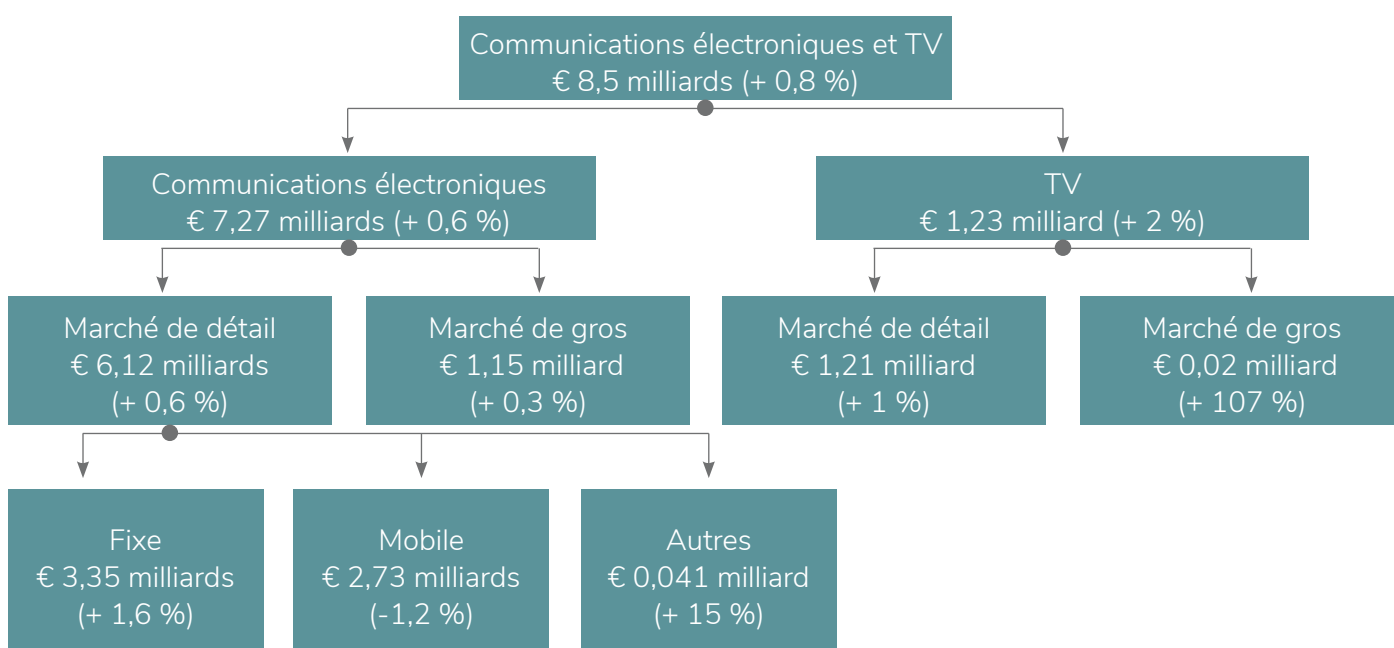 Communications électroniques et TV
€ 8,5 milliards (+ 0,8 %)
Communications électroniques
€ 7,27 milliards (+ 0,6 %)
TV
€ 1,23 milliard (+ 2 %)
Marché de détail
€ 6,12 milliards
(+ 0,6 %)
Marché de gros
€ 1,15 milliard
(+ 0,3 %)
Marché de détail
€ 1,21 milliard
(+ 1 %)
Marché de gros
€ 0,02 milliard
(+ 107 %)
Fixe
€ 3,35 milliards
(+ 1,6 %)
Mobile
€ 2,73 milliards
(-1,2 %)
Autres
€ 0,041 milliard
(+ 15 %)